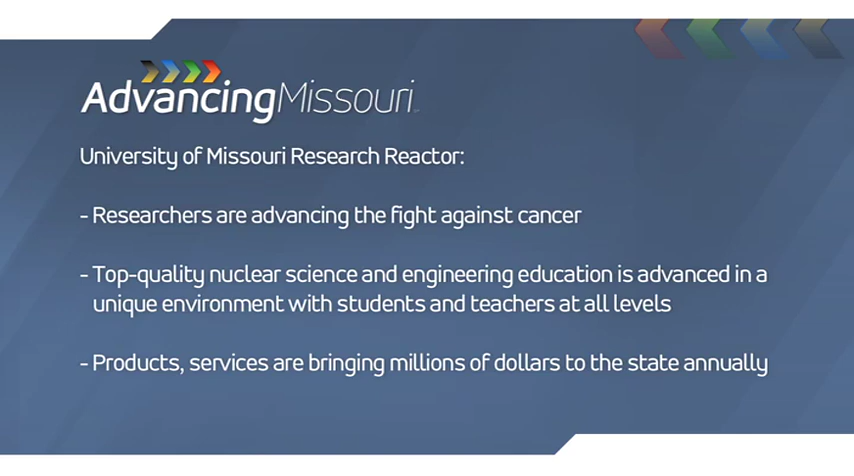 AdvancingMissouri
University of Missouri Research Reactor:
- Researchers are advancing the fight against cancer
- Top-quality nuclear science and engineering education is advanced in a
unique environment with students and teachers at all levels
- Products, services are bringing millions of dollars to the state annually